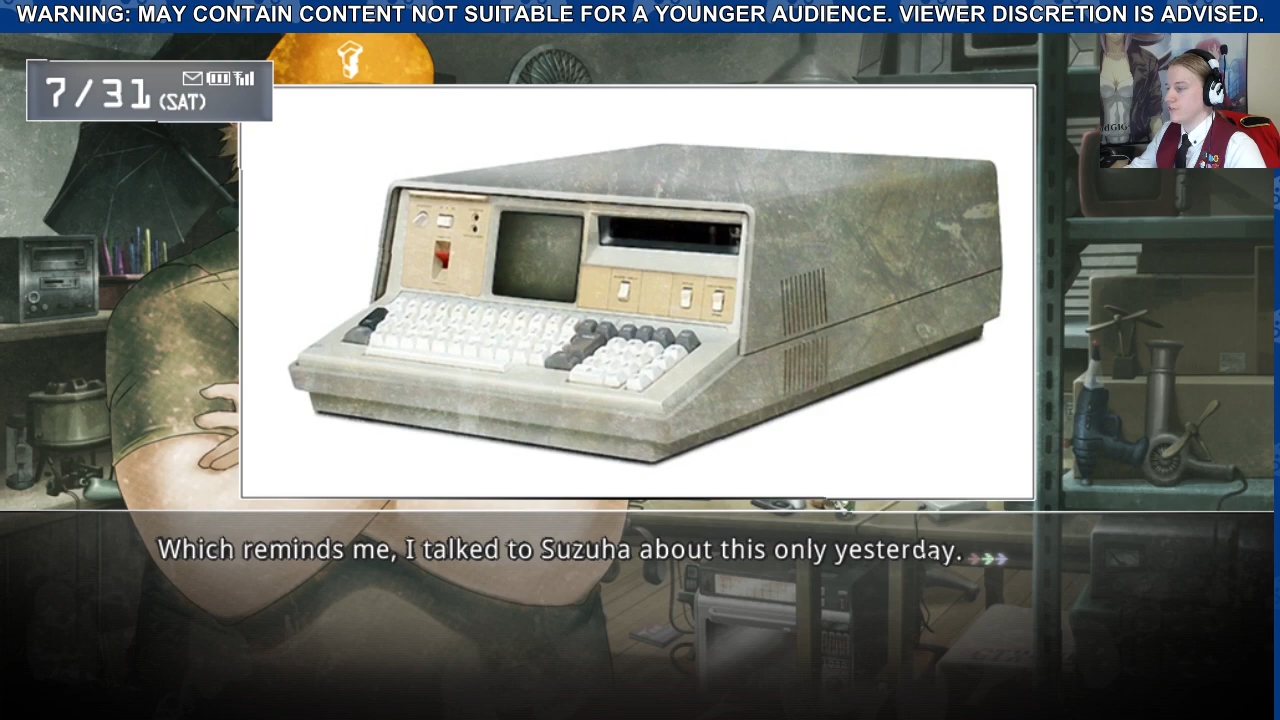 WARNING: MAY CONTAIN CONTENT NOT SUITABLE FOR A YOUNGER AUDIENCE. VIEWER DISCRETION IS ADVISED.
7/31 (SAT)
Which reminds me, I talked to Suzuha about this only yesterday.